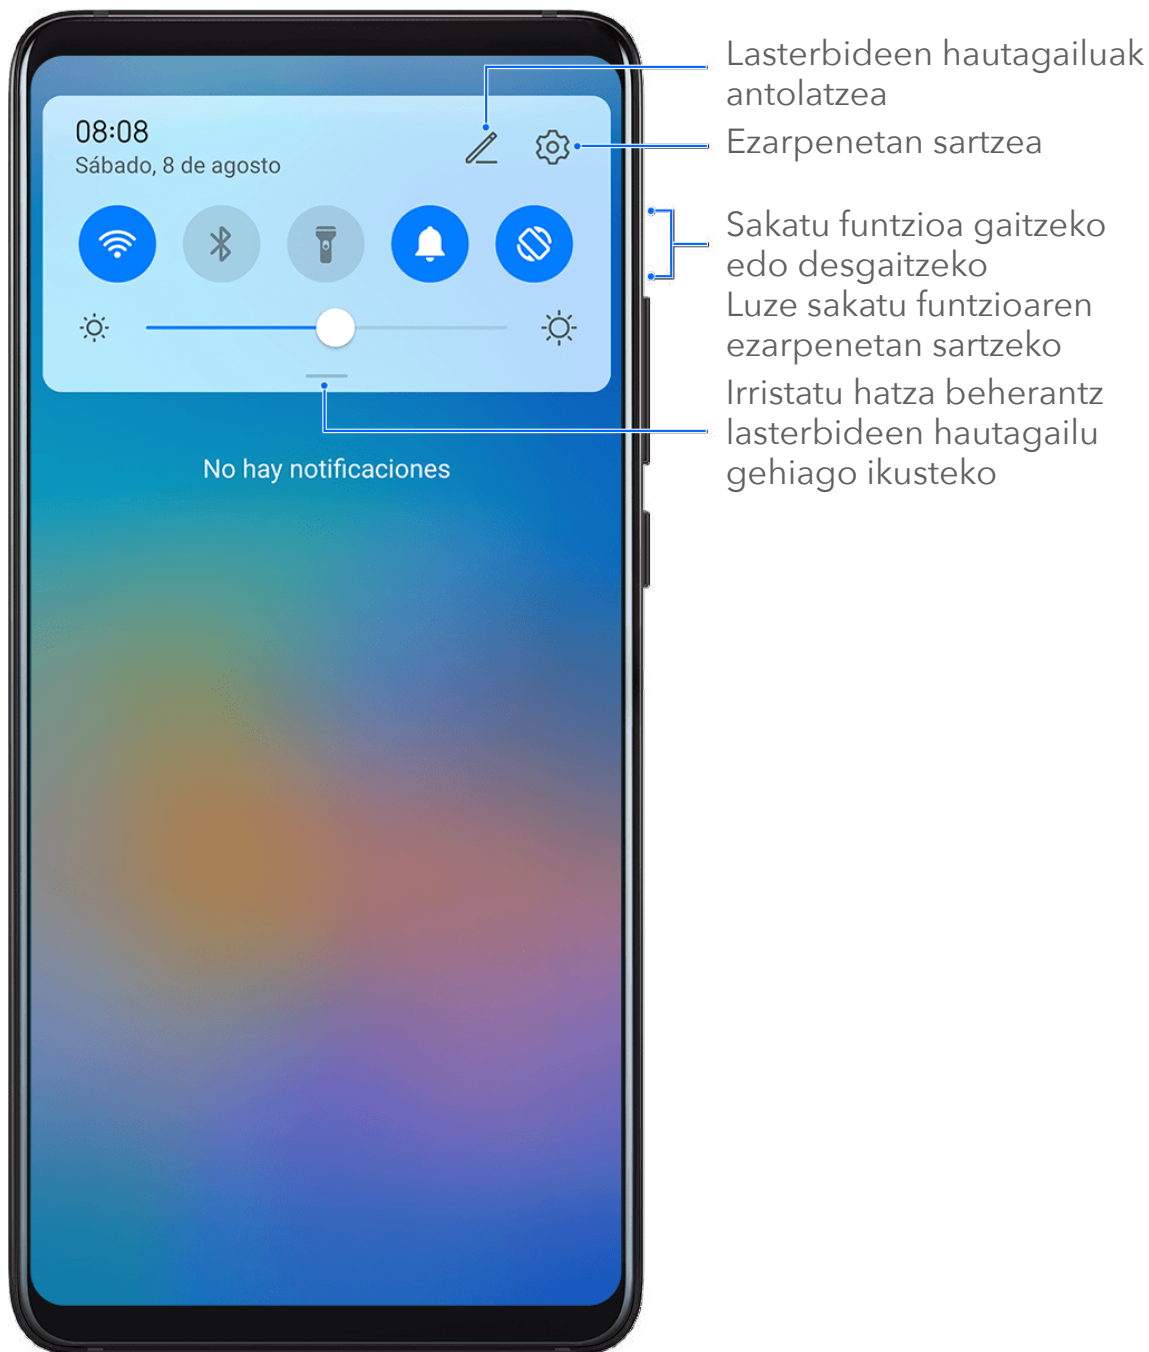 08:08
Sábado, 8 de agosto
No hay notificaciones
Lasterbideen hautagailuak
antolatzea
Ezarpenetan sartzea
Sakatu funtzioa gaitzeko
edo desgaitzeko
Luze sakatu funtzioaren
ezarpenetan sartzeko
Irristatu hatza beherantz
lasterbideen hautagailu
gehiago ikusteko